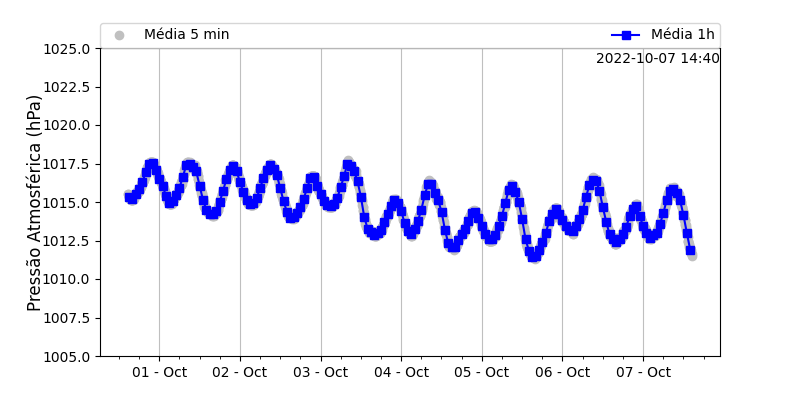 Média 5 min
Média 1h
2022-10-07 14:40
Pressão Atmosférica (hPa)
1025.0
1022.5
1020.0
1017.5
1015.0
1012.5
1010.0
1007.5
1005.0
01 - Oct
02 - Oct
03 - Oct
04 - Oct
05 - Oct
06 - Oct
07 - Oct